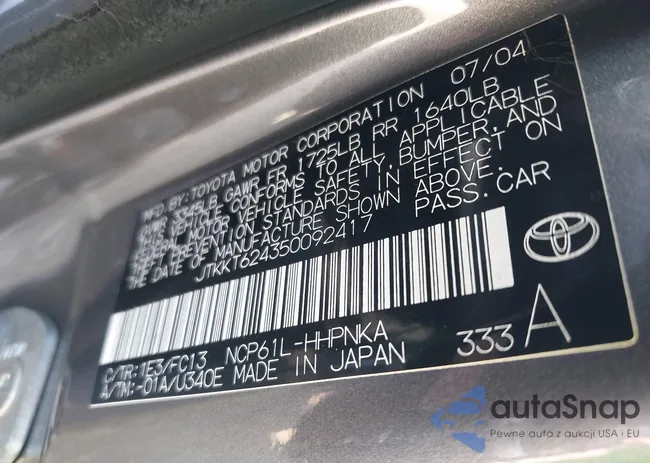 MFD. BY: TOYOTA MOTOR CORPORATION 07/04
GVWR 3345LB GAWR FR 1725LB RR 1640LB
THIS VEHICLE CONFORMS TO ALL APPLICABLE
FEDERAL MOTOR VEHICLE SAFETY, BUMPER, AND
THEFT PREVENTION STANDARDS IN EFFECT ON
THE DATE OF MANUFACTURE SHOWN ABOVE.
JTKKT624350092417 PASS. CAR
C/TR:1E3/FC13 NCP61L-HHPNKA
A/TM:-01A/U340E MADE IN JAPAN 333 A
autaSnap
Pewne auta z aukcji USA i EU